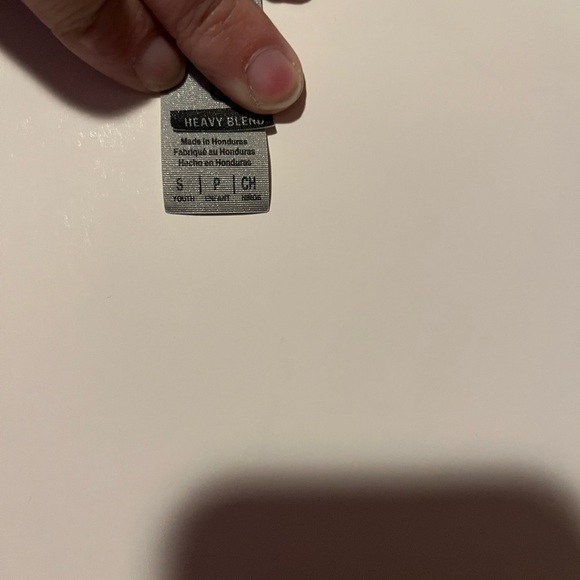 HEAVY BLEND
Made in Honduras
Fabriqué au Honduras
Hecho en Honduras
S | P | CH
YOUTH ENFANT NIÑOS